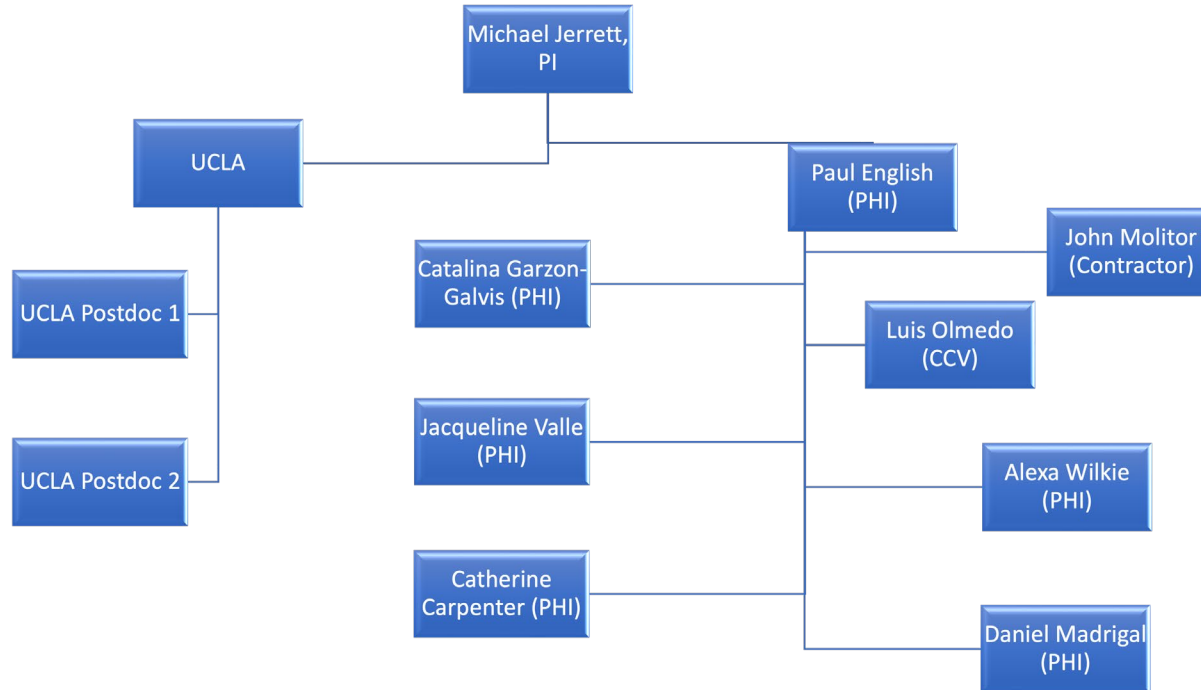 Michael Jerrett,
PI
UCLA
Paul English
(PHI)
John Molitor
(Contractor)
Catalina Garzon-
Galvis (PHI)
UCLA Postdoc 1
Luis Olmedo
(CCV)
Jacqueline Valle
(PHI)
UCLA Postdoc 2
Alexa Wilkie
(PHI)
Catherine
Carpenter (PHI)
Daniel Madrigal
(PHI)